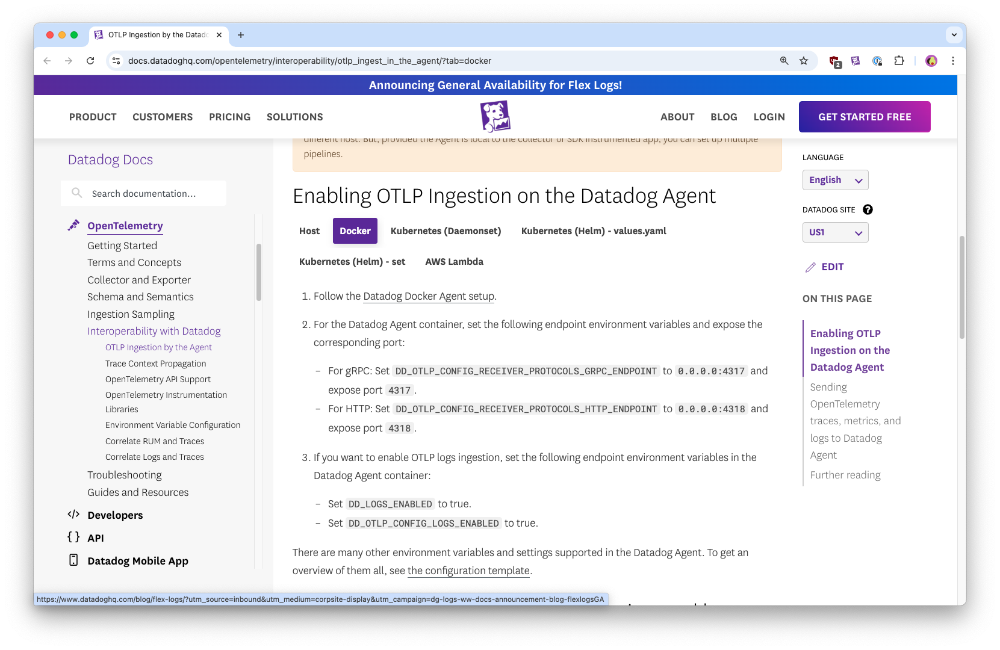 OTLP Ingestion by the Datadog
docs.datadoghq.com/opentelemetry/interoperability/otlp_ingest_in_the_agent/?tab=docker
2
Announcing General Availability for Flex Logs!
PRODUCT CUSTOMERS PRICING SOLUTIONS ABOUT BLOG LOGIN GET STARTED FREE
Datadog Docs
Search documentation...
OpenTelemetry
Getting Started
Terms and Concepts
Collector and Exporter
Schema and Semantics
Ingestion Sampling
Interoperability with Datadog
OTLP Ingestion by the Agent
Trace Context Propagation
OpenTelemetry API Support
OpenTelemetry Instrumentation
Libraries
Environment Variable Configuration
Correlate RUM and Traces
Correlate Logs and Traces
Troubleshooting
Guides and Resources
</> Developers
{ } API
Datadog Mobile App
different host. But, provided the Agent is local to the collector or SDK instrumented app, you can set up multiple
pipelines.
Enabling OTLP Ingestion on the Datadog Agent
Host Docker Kubernetes (Daemonset) Kubernetes (Helm) - values.yaml
Kubernetes (Helm) - set AWS Lambda
1. Follow the Datadog Docker Agent setup.
2. For the Datadog Agent container, set the following endpoint environment variables and expose the
corresponding port:
– For gRPC: Set DD_OTLP_CONFIG_RECEIVER_PROTOCOLS_GRPC_ENDPOINT to 0.0.0.0:4317 and
expose port 4317.
– For HTTP: Set DD_OTLP_CONFIG_RECEIVER_PROTOCOLS_HTTP_ENDPOINT to 0.0.0.0:4318 and
expose port 4318.
3. If you want to enable OTLP logs ingestion, set the following endpoint environment variables in the
Datadog Agent container:
– Set DD_LOGS_ENABLED to true.
– Set DD_OTLP_CONFIG_LOGS_ENABLED to true.
There are many other environment variables and settings supported in the Datadog Agent. To get an
overview of them all, see the configuration template.
LANGUAGE
English
DATADOG SITE ?
US1
EDIT
ON THIS PAGE
Enabling OTLP
Ingestion on the
Datadog Agent
Sending
OpenTelemetry
traces, metrics, and
logs to Datadog
Agent
Further reading
https://www.datadoghq.com/blog/flex-logs/?utm_source=inbound&utm_medium=corpsite-display&utm_campaign=dg-logs-ww-docs-announcement-blog-flexlogsGA